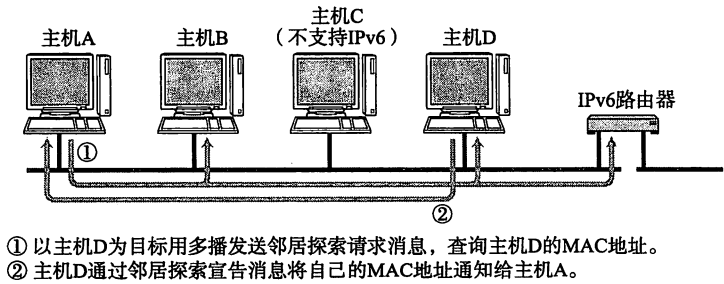 主机A
主机B
主机C
（不支持IPv6）
主机D
IPv6路由器
①
②
① 以主机D为目标用多播发送邻居探索请求消息，查询主机D的MAC地址。
② 主机D通过邻居探索宣告消息将自己的MAC地址通知给主机A。